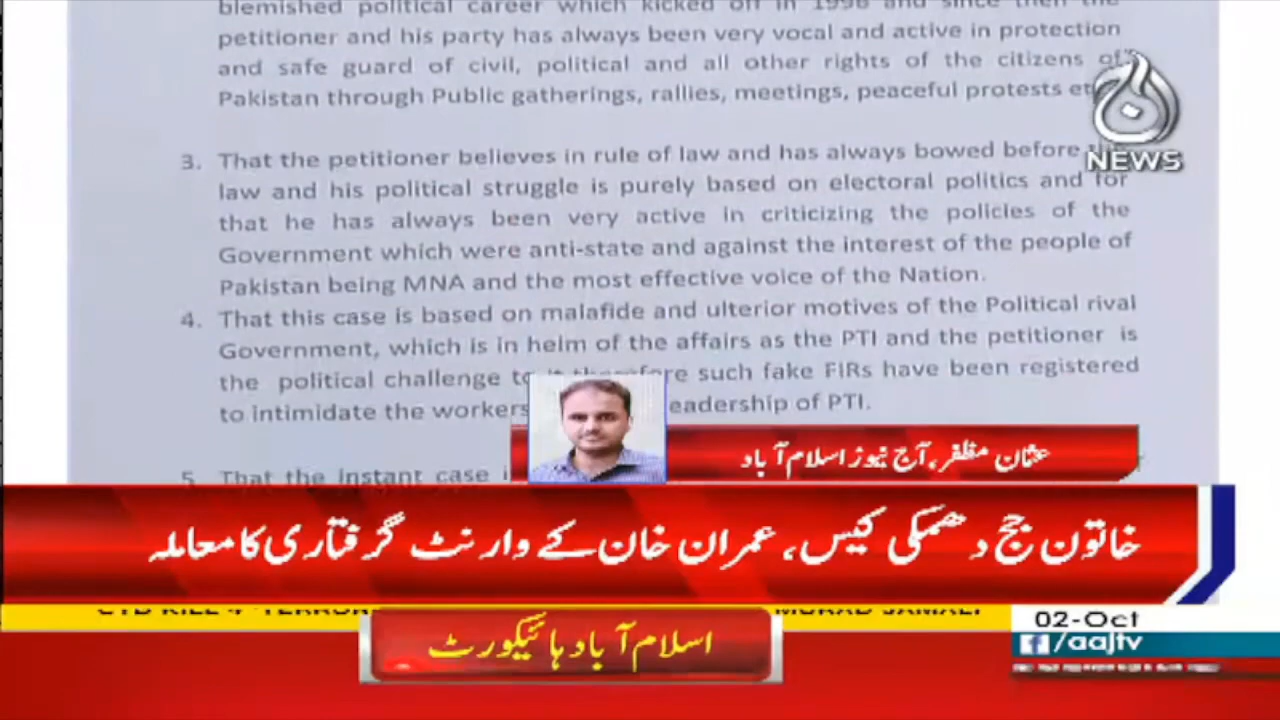 blemished political career which kicked off in 1996 and since then the
petitioner and his party has always been very vocal and active in protection
and safe guard of civil, political and all other rights of the citizens of
Pakistan through Public gatherings, rallies, meetings, peaceful protests
NEWS
3. That the petitioner believes in rule of law and has always bowed before
law and his political struggle is purely based on electoral politics and for
that he has always been very active in criticizing the policies of the
Government which were anti-state and against the interest of the people of
Pakistan being MNA and the most effective voice of the Nation.
4. That this case is based on malafide and ulterior motives of the Political rival
Government, which is in helm of the affairs as the PTI and the petitioner is
the political challenge to such fake FIRs have been registered
to intimidate the workers leadership of PTI.
5. That the instant case
عثمان مظفر، آج نیوز اسلام آباد
خاتون جج دھمکی کیس، عمران خان کے وارنٹ گرفتاری کا معاملہ
اسلام آباد ہائیکورٹ
02-Oct
/aajtv